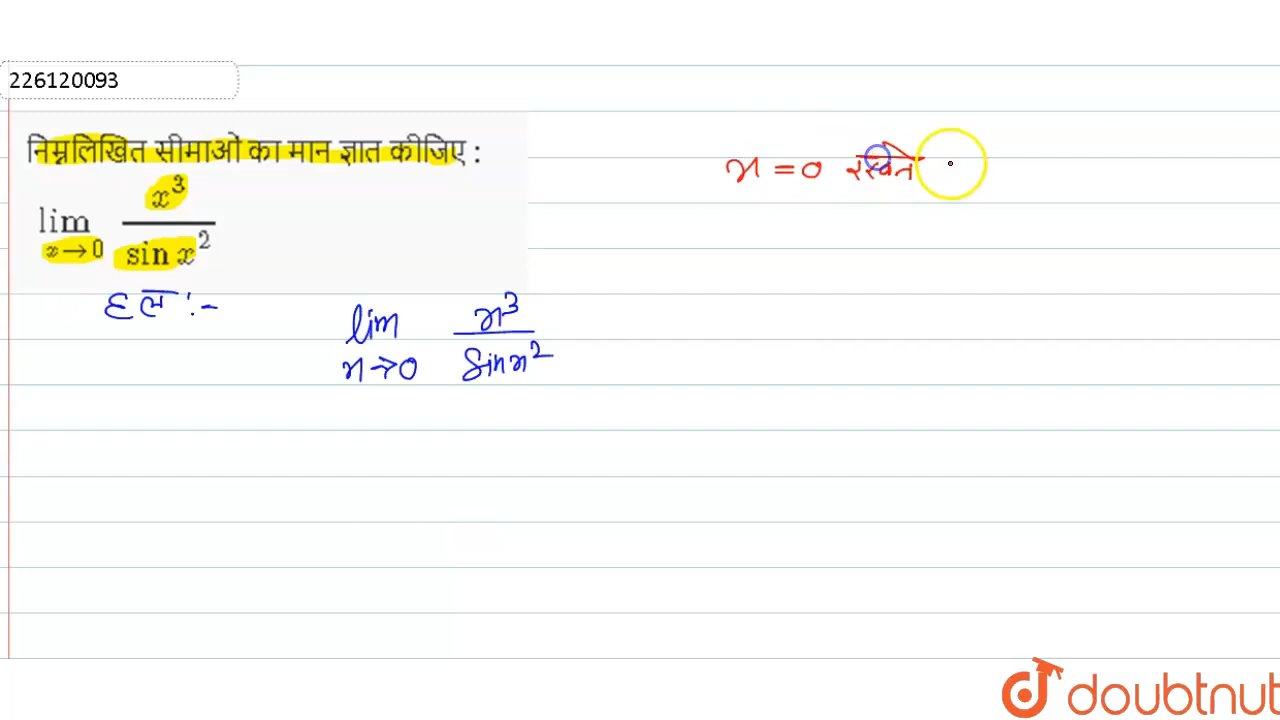 226120093
निम्नलिखित सीमाओं का मान ज्ञात कीजिए :
lim x→0 x³ / sin x²
हल :-
lim x→0 x³ / Sin x²
x = 0 रखने
doubtnut